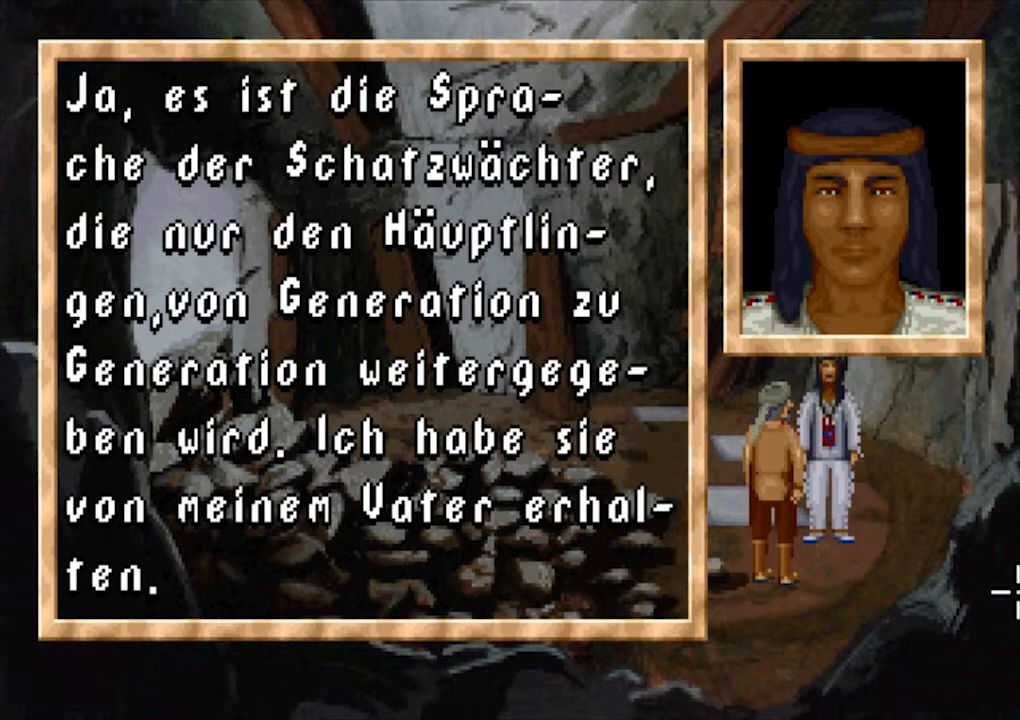 Ja, es ist die Spra-
che der Schatzwächter,
die nur den Häuptlin-
gen,von Generation zu
Generation weitergege-
ben wird. Ich habe sie
von meinem Vater erhal-
ten.